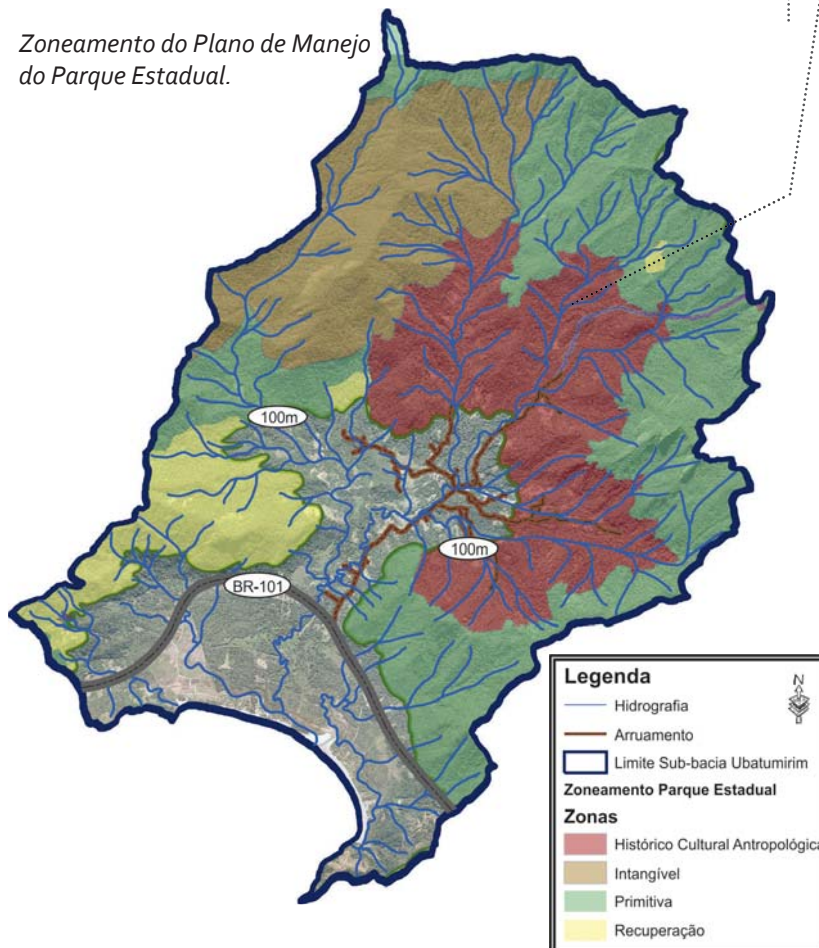 Zoneamento do Plano de Manejo
do Parque Estadual.
100m
100m
BR-101
Legenda
N
Hidrografia
Arruamento
Limite Sub-bacia Ubatumirim
Zoneamento Parque Estadual
Zonas
Histórico Cultural Antropológica
Intangível
Primitiva
Recuperação